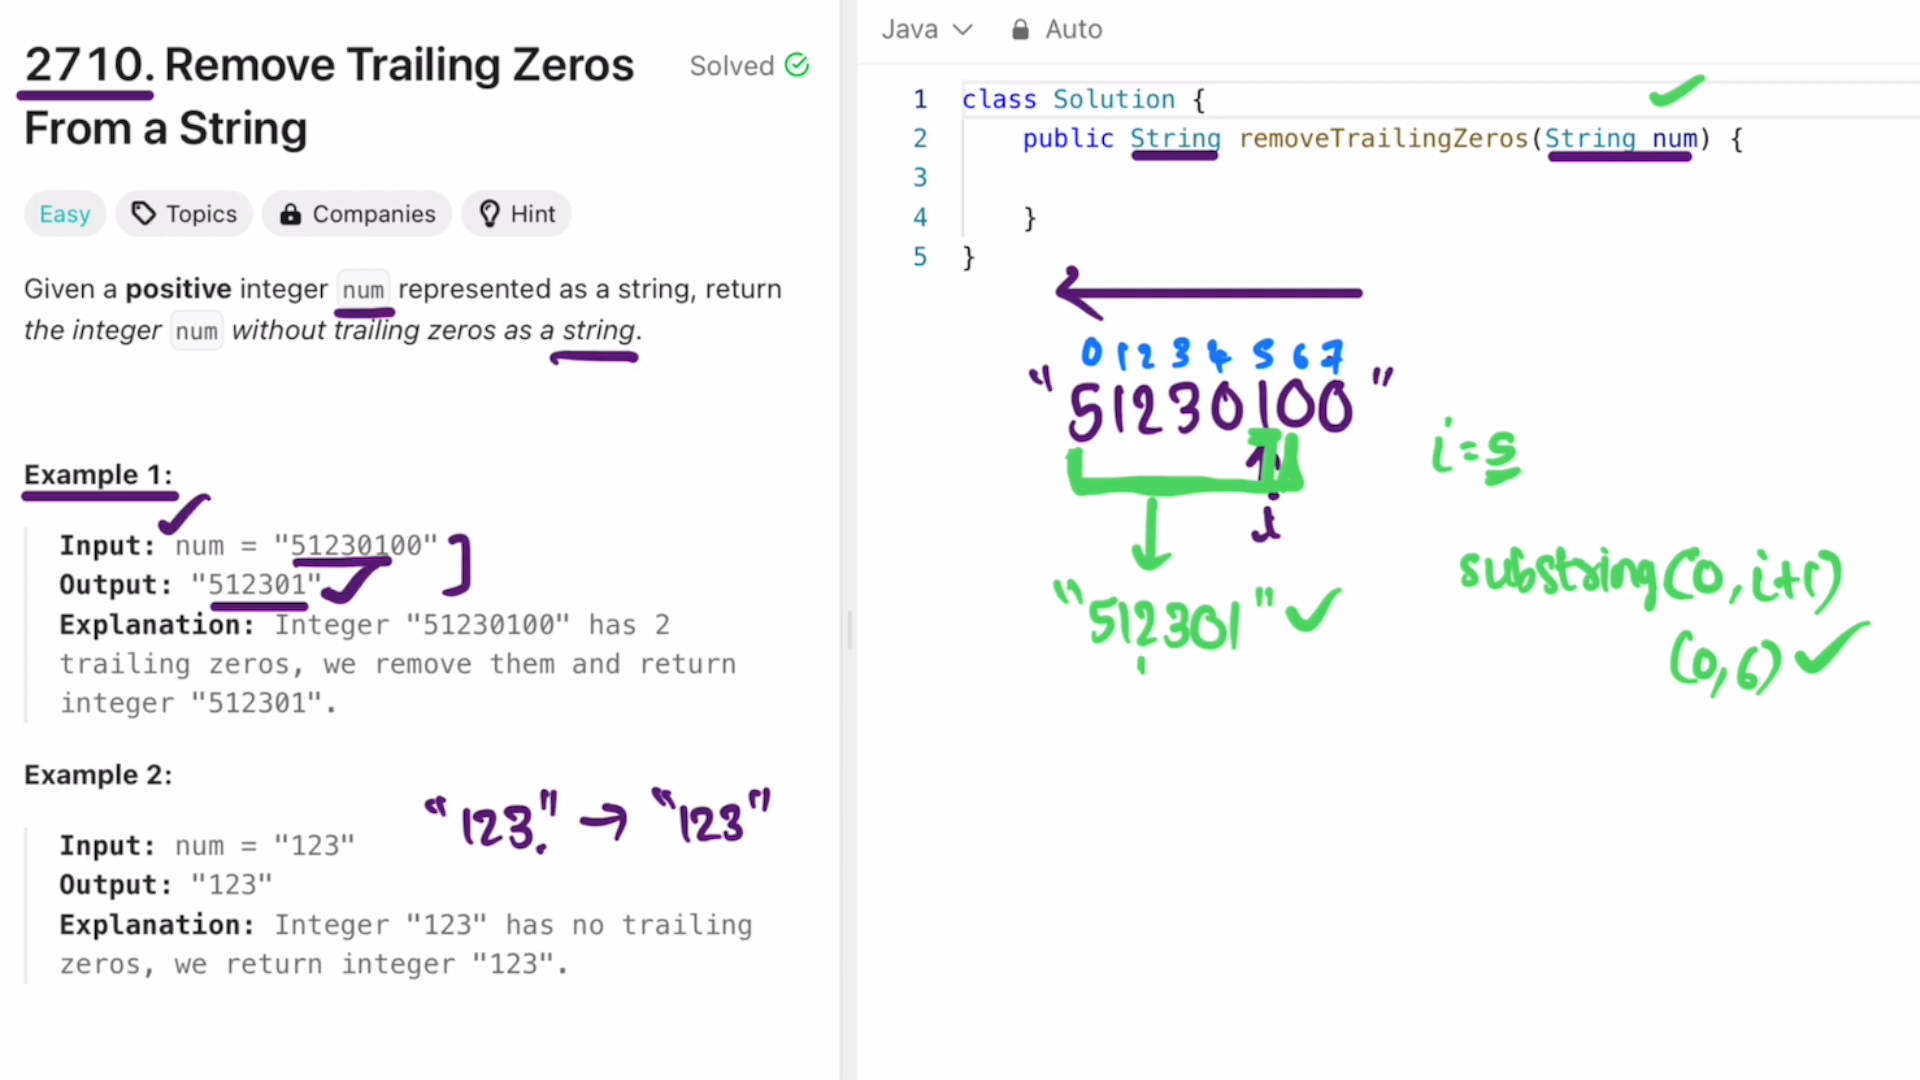 2710. Remove Trailing Zeros
From a String
Solved
Easy
Topics
Companies
Hint
Given a positive integer num represented as a string, return
the integer num without trailing zeros as a string.
Example 1:
Input: num = "51230100"
Output: "512301"
Explanation: Integer "51230100" has 2
trailing zeros, we remove them and return
integer "512301".
Example 2:
"123" → "123"
Input: num = "123"
Output: "123"
Explanation: Integer "123" has no trailing
zeros, we return integer "123".
Java
Auto
1 class Solution {
2 public String removeTrailingZeros(String num) {
3
4 }
5 }
0 1 2 3 4 5 6 7
"51230100"
i=5
i
substring(0,i+1)
"512301"
(0,6)